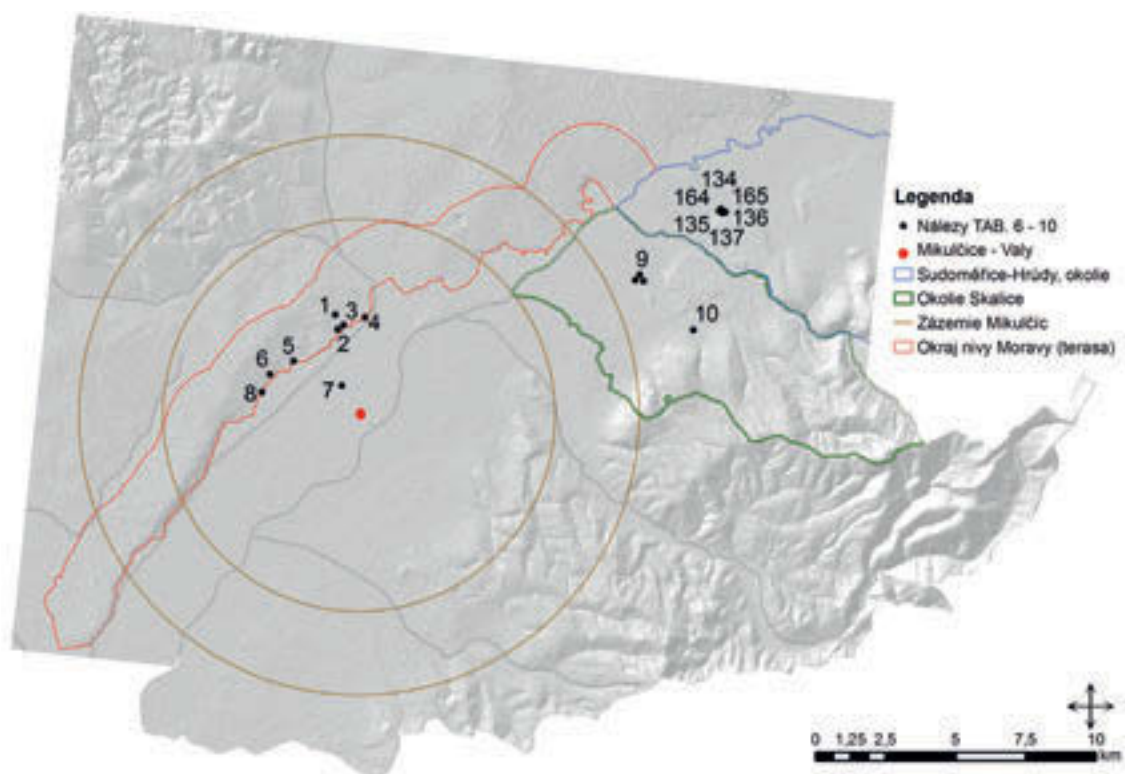 134
164 165
135 136
137
9
10
1
3
4
2
5
6
7
8
Legenda
Nálezy TAB. 6 - 10
Mikulčice - Valy
Sudoměřice-Hrúdy, okolie
Okolie Skalice
Zázemie Mikulčíc
Okraj nivy Moravy (terasa)
0 1,25 2,5 5 7,5 10
km